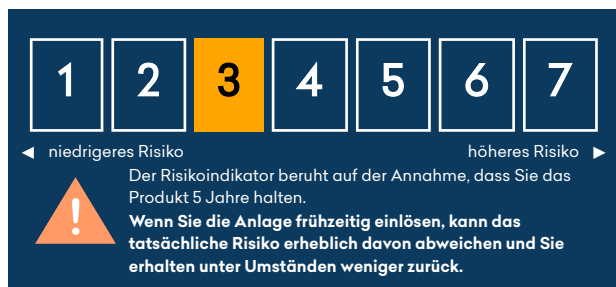 1 2 3 4 5 6 7
◄ niedrigeres Risiko höheres Risiko ►
Der Risikoindikator beruht auf der Annahme, dass Sie das
Produkt 5 Jahre halten.
Wenn Sie die Anlage frühzeitig einlösen, kann das
tatsächliche Risiko erheblich davon abweichen und Sie
erhalten unter Umständen weniger zurück.